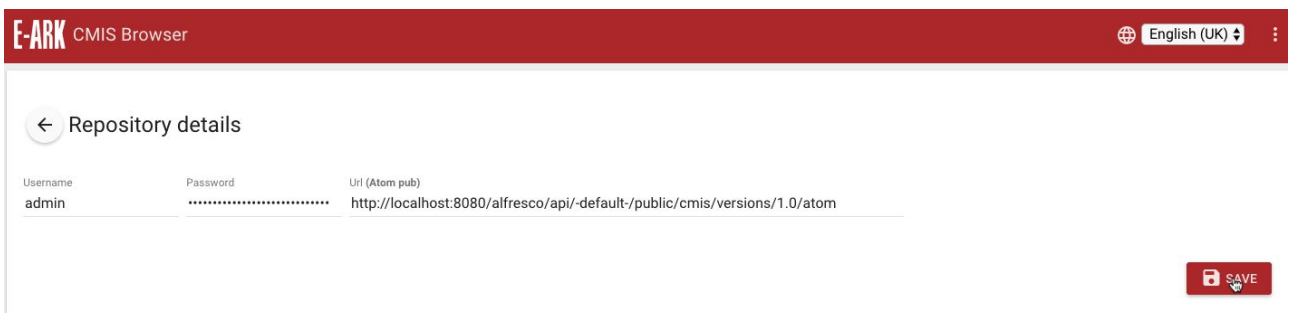 E-ARK CMIS Browser English (UK)
Repository details
Username Password Url (Atom pub)
admin ••••••••••••••••••••••••••••• http://localhost:8080/alfresco/api/-default-/public/cmis/versions/1.0/atom
SAVE